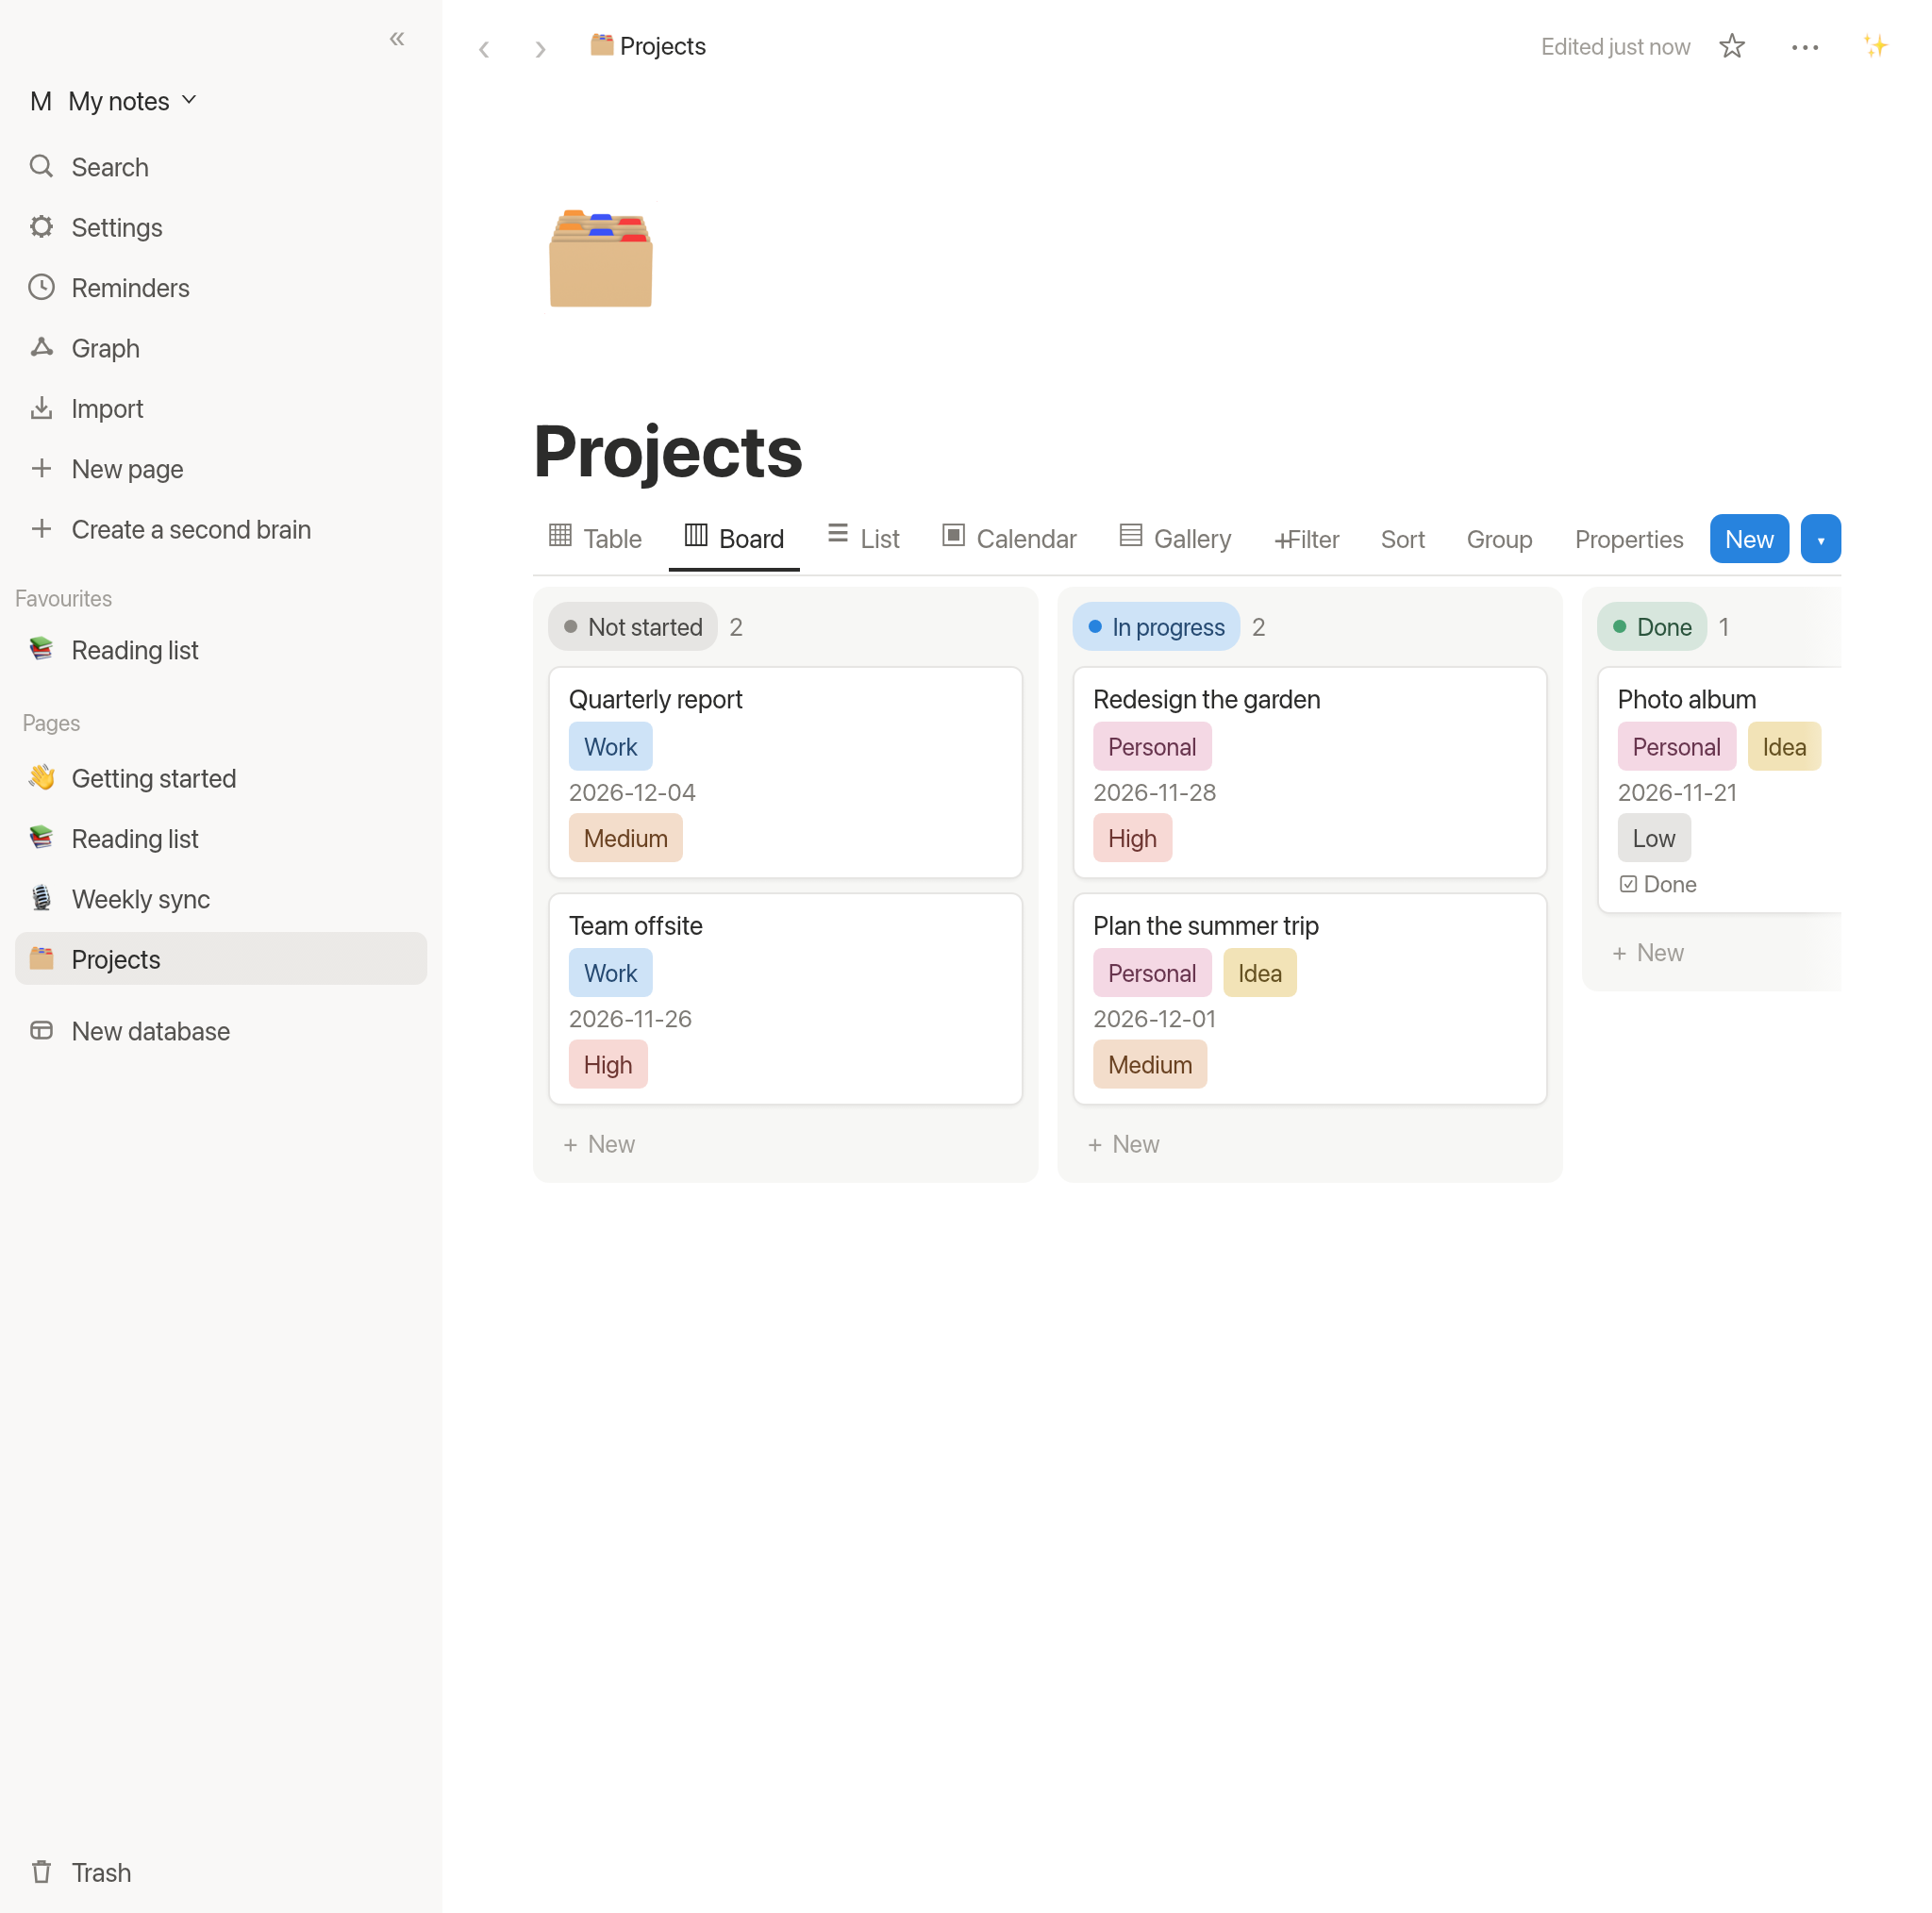 M My notes
Search
Settings
Reminders
Graph
Import
New page
Create a second brain
Favourites
Reading list
Pages
Getting started
Reading list
Weekly sync
Projects
New database
Trash
Projects
Edited just now
Projects
Table Board List Calendar Gallery +Filter Sort Group Properties New
Not started 2
Quarterly report
Work
2026-12-04
Medium
Team offsite
Work
2026-11-26
High
+ New
In progress 2
Redesign the garden
Personal
2026-11-28
High
Plan the summer trip
Personal Idea
2026-12-01
Medium
+ New
Done 1
Photo album
Personal Idea
2026-11-21
Low
Done
+ New